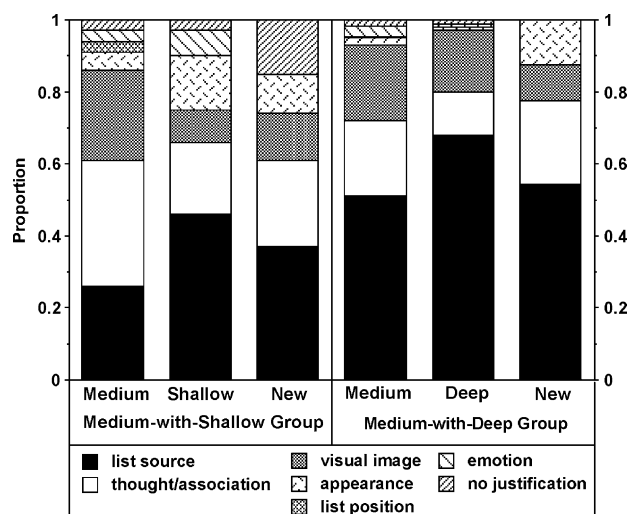 1
0.8
0.6
0.4
0.2
0
Proportion
1
0.8
0.6
0.4
0.2
0
Medium Shallow New Medium Deep New
Medium-with-Shallow Group Medium-with-Deep Group
list source visual image emotion
thought/association appearance no justification
list position